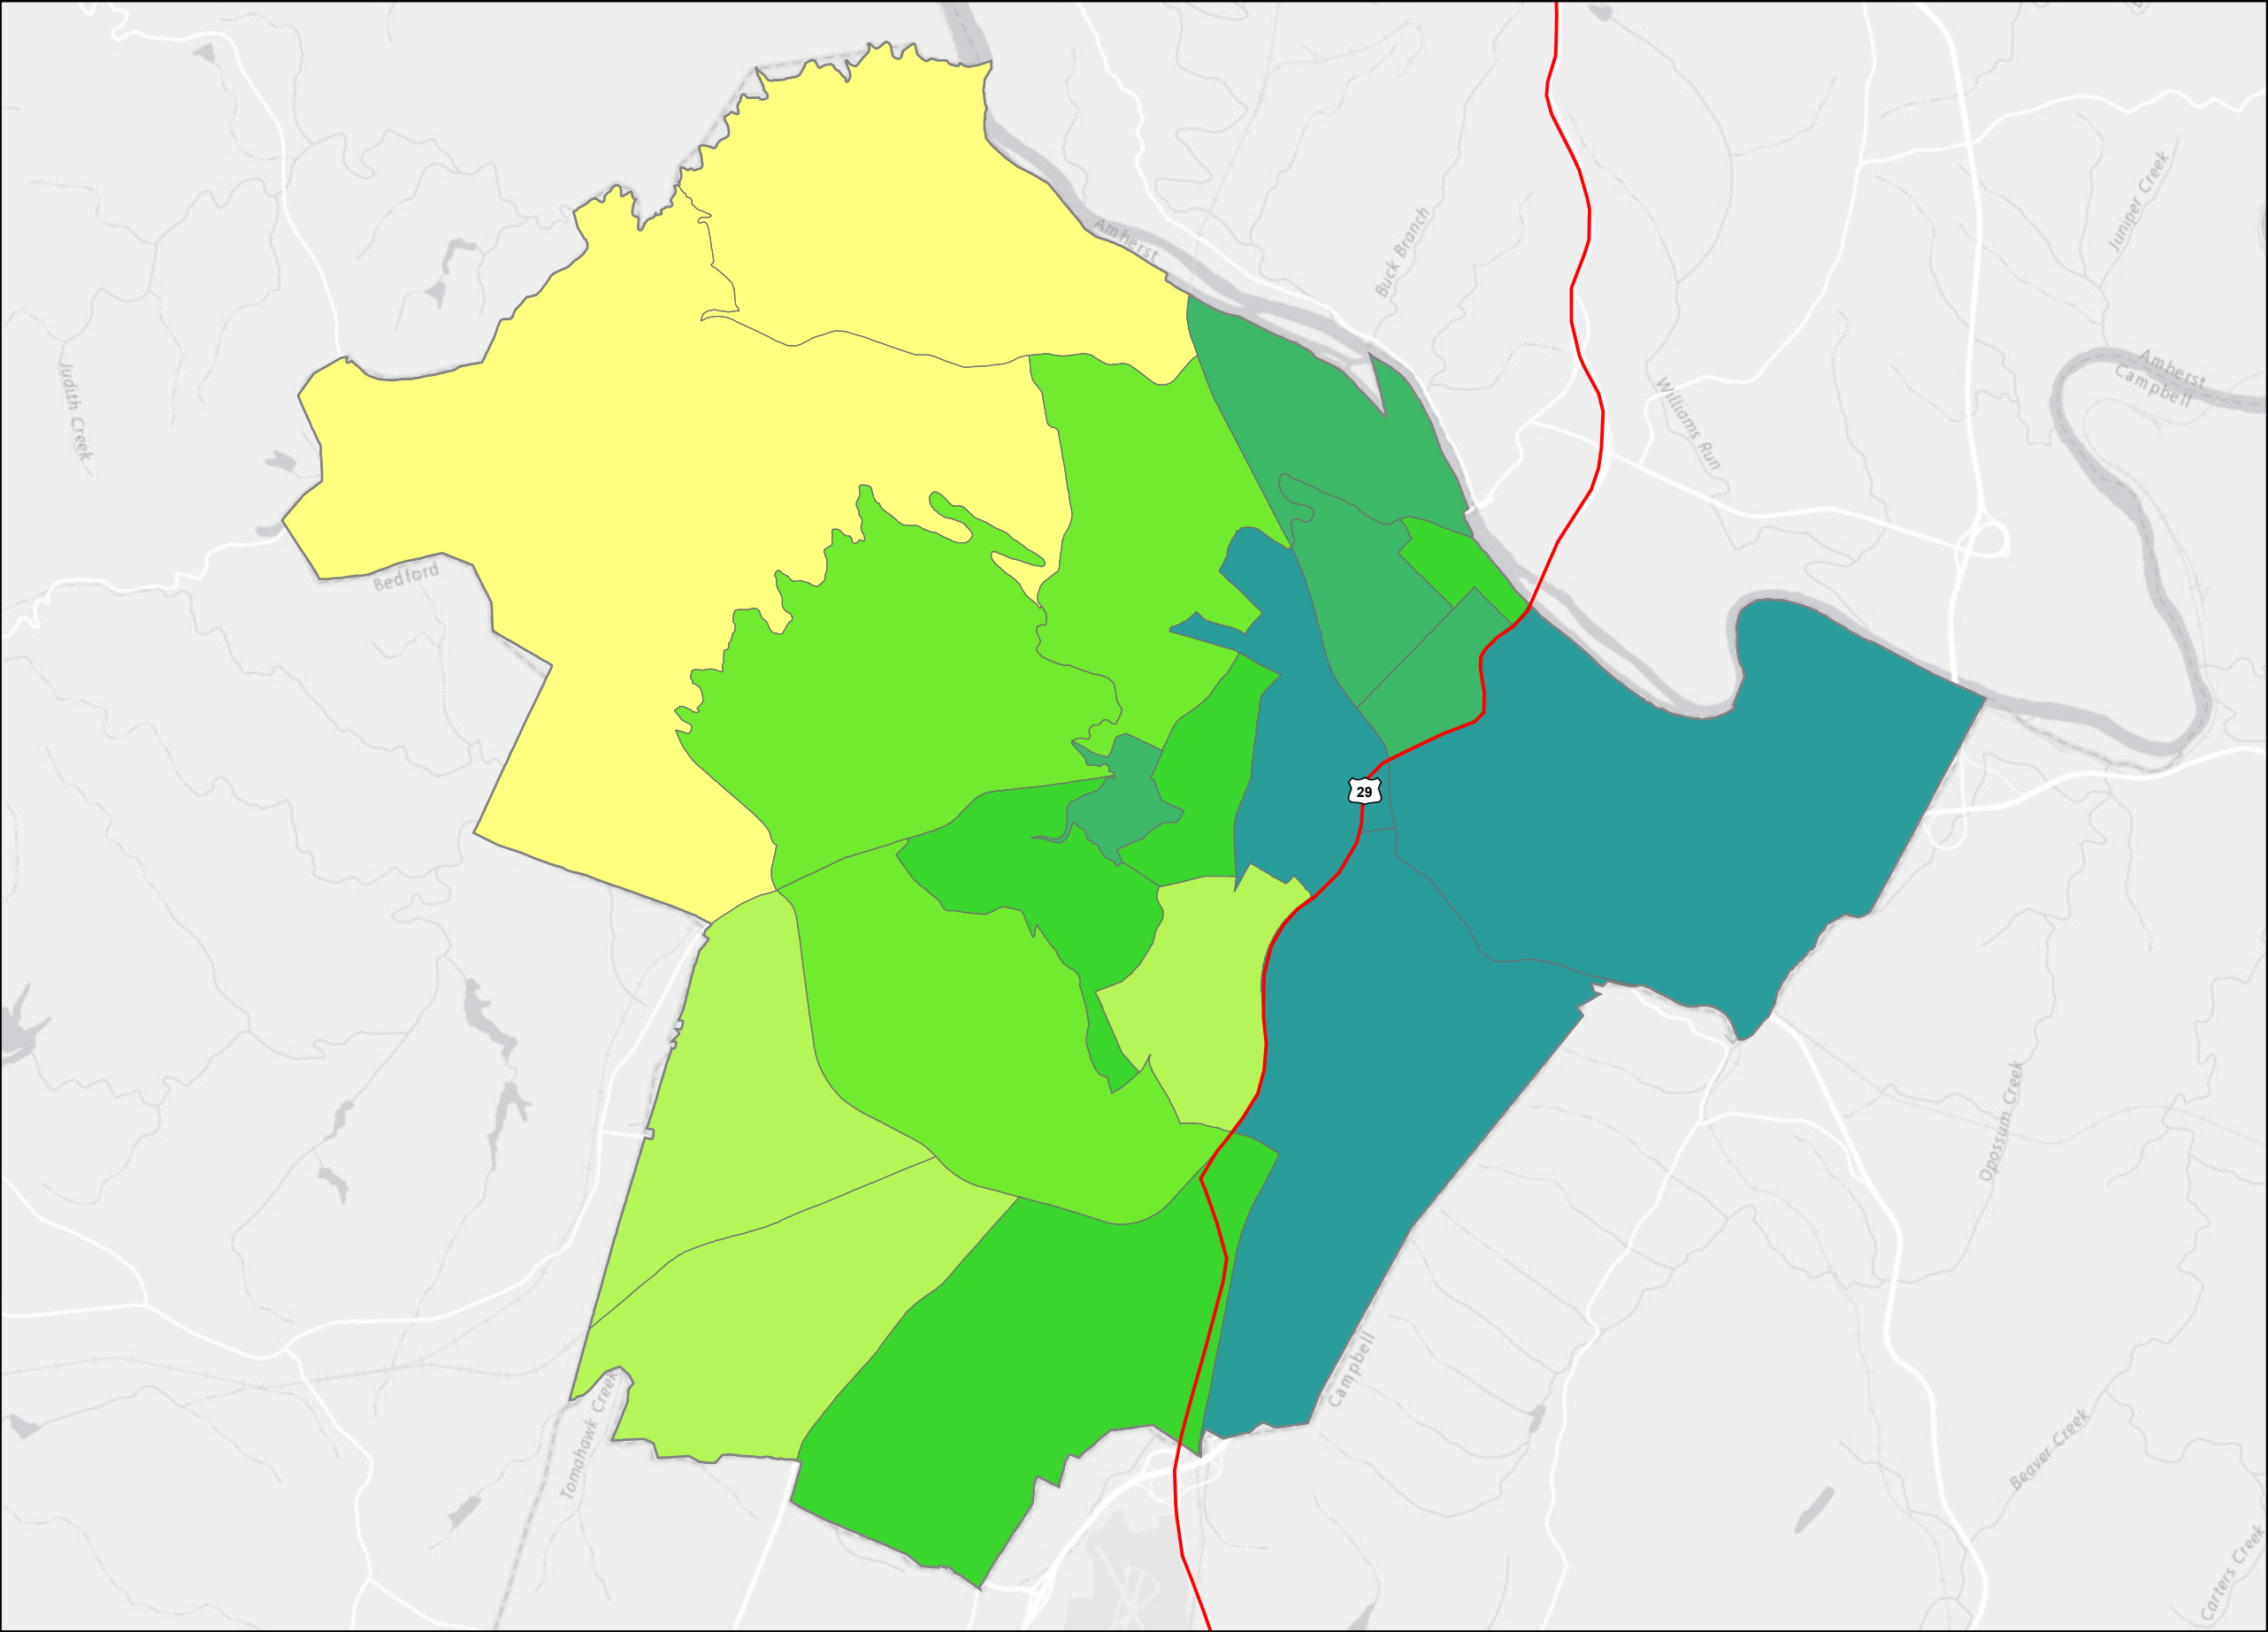 Amherst
Buck Branch
Juniper Creek
Judith Creek
Williams Run
Amherst
Campbell
Bedford
29
Opossum Creek
Campbell
Tomahawk Creek
Beaver Creek
Carters Creek